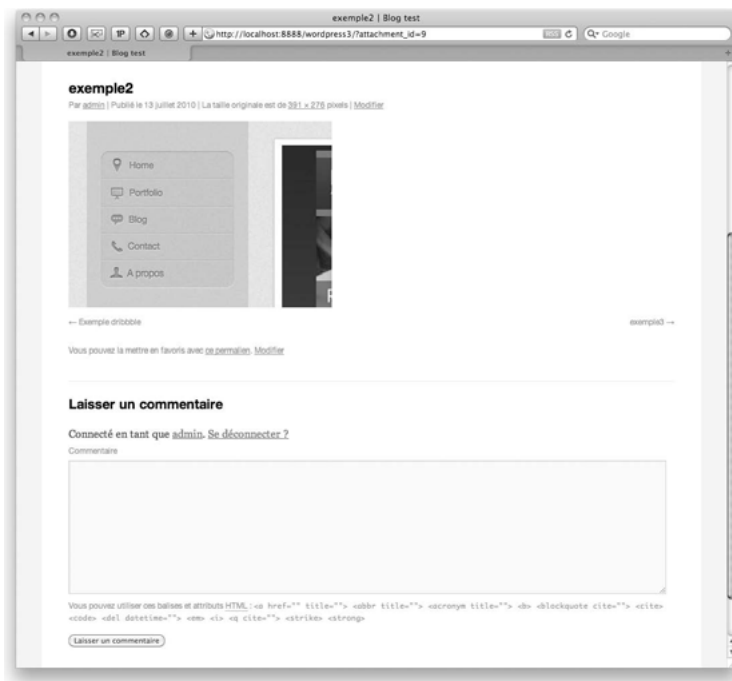 exemple2 | Blog test
1P
+
http://localhost:8888/wordpress3/?attachment_id=9
RSS
Google
exemple2 | Blog test
+
exemple2
Par admin | Publié le 13 juillet 2010 | La taille originale est de 391 × 276 pixels | Modifier
Home
Portfolio
Blog
Contact
A propos
← Exemple dribbble
exemple3 →
Vous pouvez la mettre en favoris avec ce permalien. Modifier
Laisser un commentaire
Connecté en tant que admin. Se déconnecter ?
Commentaire
Vous pouvez utiliser ces balises et attributs HTML : <a href="" title=""> <abbr title=""> <acronym title=""> <b> <blockquote cite=""> <cite>
<code> <del datetime=""> <em> <i> <q cite=""> <strike> <strong>
Laisser un commentaire